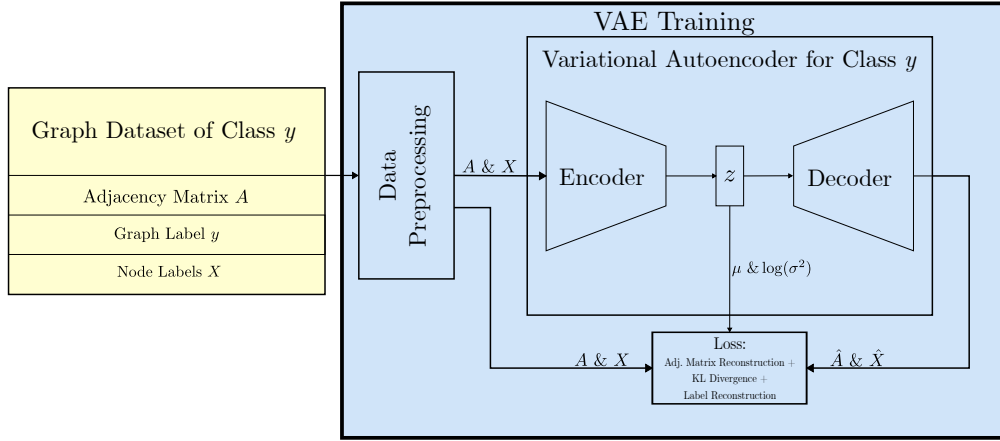 VAE Training
Variational Autoencoder for Class y
Graph Dataset of Class y
Adjacency Matrix A
Graph Label y
Node Labels X
Data
Preprocessing
A & X
Encoder
z
Decoder
μ & log(σ²)
A & X
Loss:
Adj. Matrix Reconstruction +
KL Divergence +
Label Reconstruction
Â & X̂